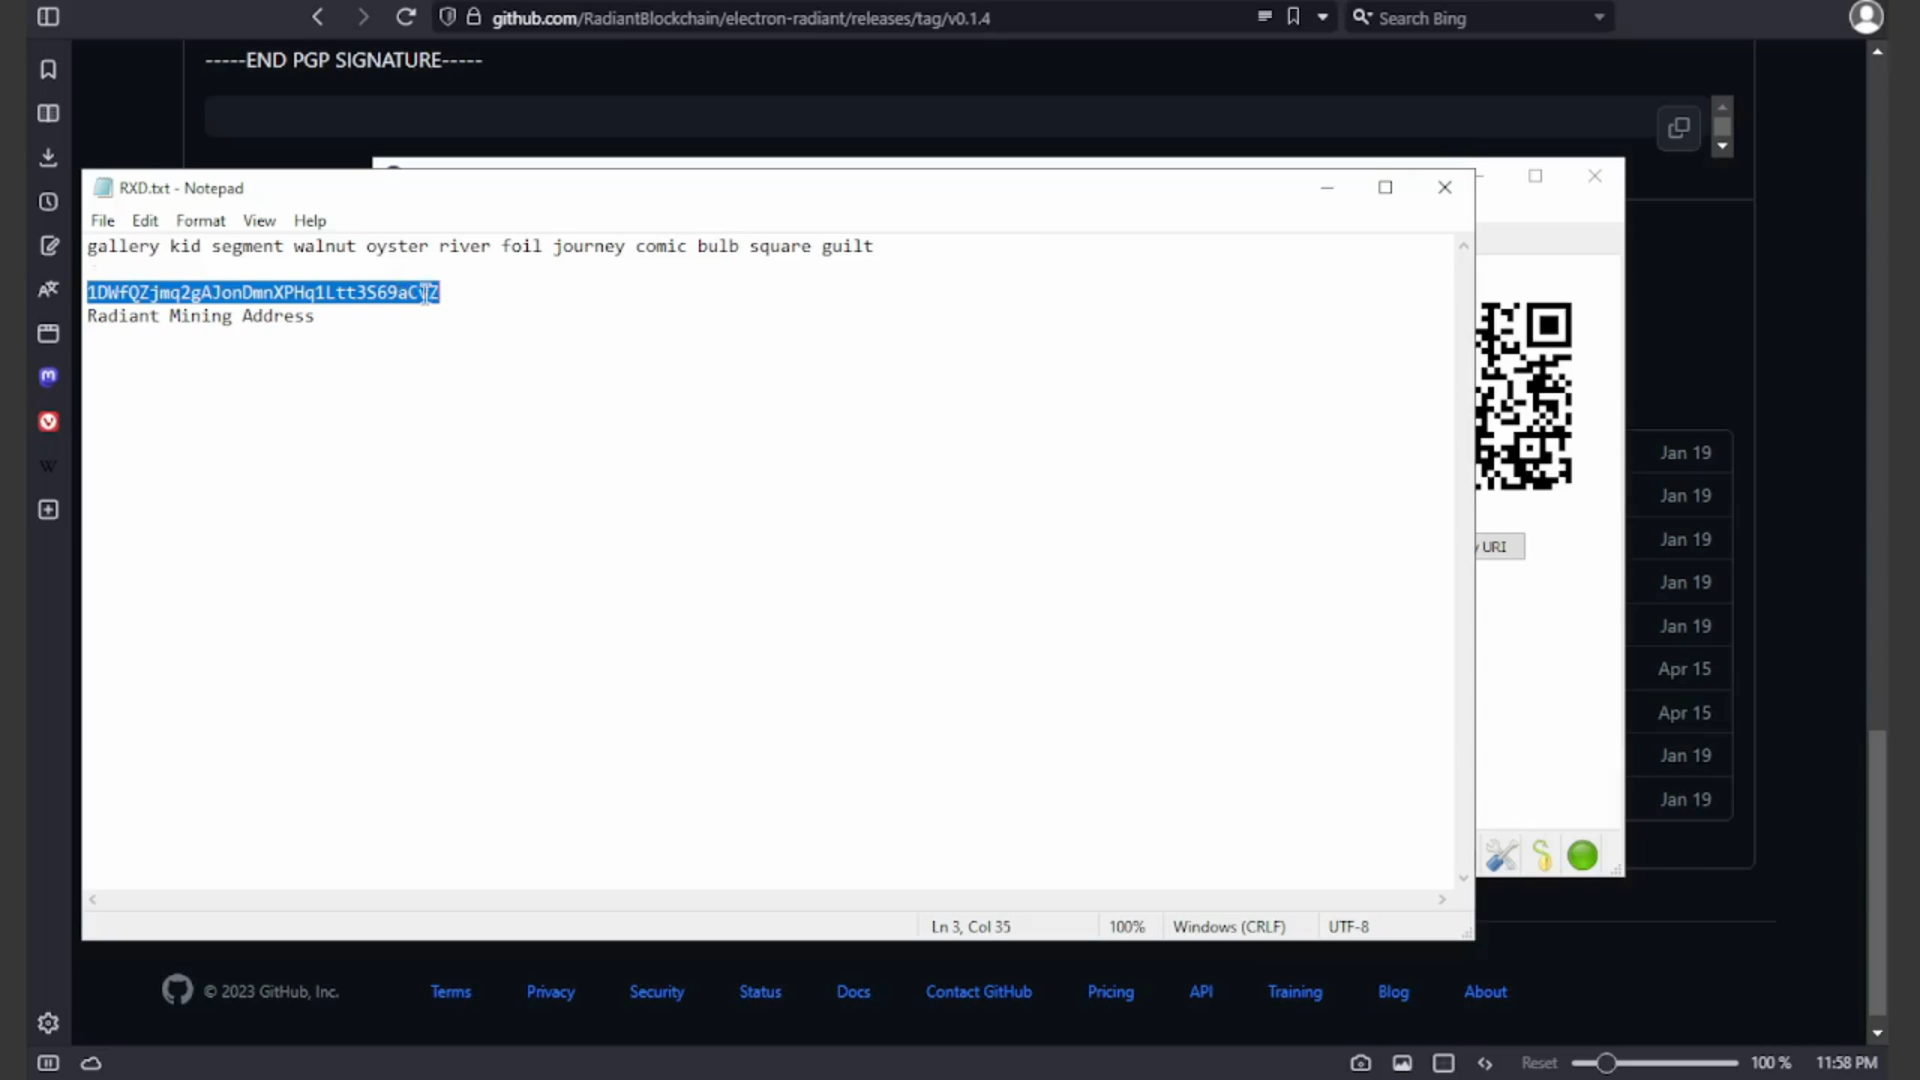 github.com/RadiantBlockchain/electron-radiant/releases/tag/v0.1.4
Search Bing
-----END PGP SIGNATURE-----
RXD.txt - Notepad
File Edit Format View Help
gallery kid segment walnut oyster river foil journey comic bulb square guilt
Radiant Mining Address
URI
Jan 19
Jan 19
Jan 19
Jan 19
Jan 19
Apr 15
Apr 15
Jan 19
Jan 19
Ln 3, Col 35
100%
Windows (CRLF)
UTF-8
© 2023 GitHub, Inc.
Terms
Privacy
Security
Status
Docs
Contact GitHub
Pricing
API
Training
Blog
About
Reset
100 %
11:58 PM